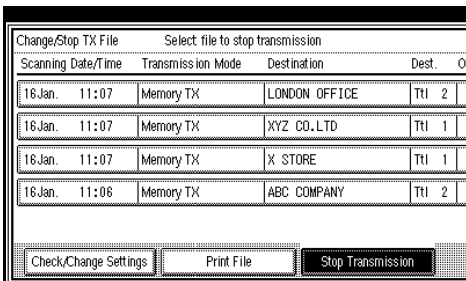 Change/Stop TX File Select file to stop transmission
Scanning Date/Time Transmission Mode Destination Dest. O
16Jan. 11:07 Memory TX LONDON OFFICE Ttl 2
16Jan. 11:07 Memory TX XYZ CO.LTD Ttl 1
16Jan. 11:07 Memory TX X STORE Ttl 1
16Jan. 11:06 Memory TX ABC COMPANY Ttl 2
Check/Change Settings Print File Stop Transmission